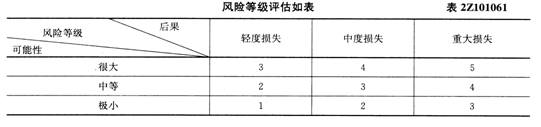 风险等级评估如表 表 2Z101061
风险等级 后果 可能性 轻度损失 中度损失 重大损失
很大 3 4 5
中等 2 3 4
极小 1 2 3